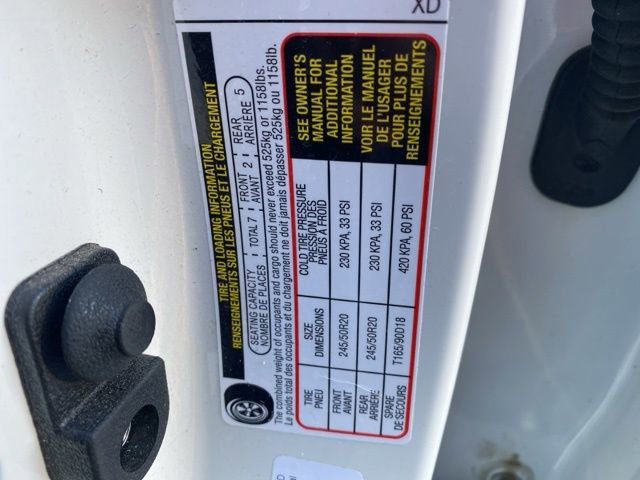 XD
TIRE AND LOADING INFORMATION
RENSEIGNEMENTS SUR LES PNEUS ET LE CHARGEMENT
SEATING CAPACITY
NOMBRE DE PLACES
TOTAL 7
FRONT
AVANT
2
REAR
ARRIÈRE
5
The combined weight of occupants and cargo should never exceed 525kg or 1158lbs.
Le poids total des occupants et du chargement ne doit jamais dépasser 525kg ou 1158lb.
TIRE
PNEU
SIZE
DIMENSIONS
COLD TIRE PRESSURE
PRESSION DES
PNEUS À FROID
FRONT
AVANT
245/50R20
230 KPA, 33 PSI
REAR
ARRIÈRE
245/50R20
230 KPA, 33 PSI
SPARE
DE SECOURS
T165/90D18
420 KPA, 60 PSI
SEE OWNER'S
MANUAL FOR
ADDITIONAL
INFORMATION
VOIR LE MANUEL
DE L'USAGER
POUR PLUS DE
RENSEIGNEMENTS